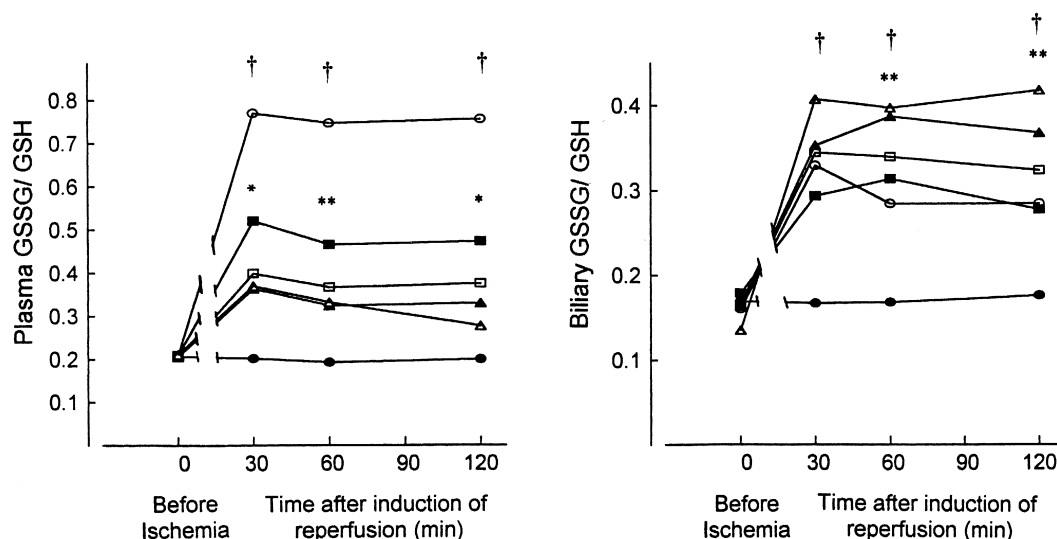 † † †
0.8
0.7
0.6
* ** *
0.5
0.4
0.3
0.2
0.1
Plasma GSSG/ GSH
0 30 60 90 120
Before Ischemia
Time after induction of reperfusion (min)
† † †
** **
0.4
0.3
0.2
0.1
Biliary GSSG/ GSH
0 30 60 90 120
Before Ischemia
Time after induction of reperfusion (min)